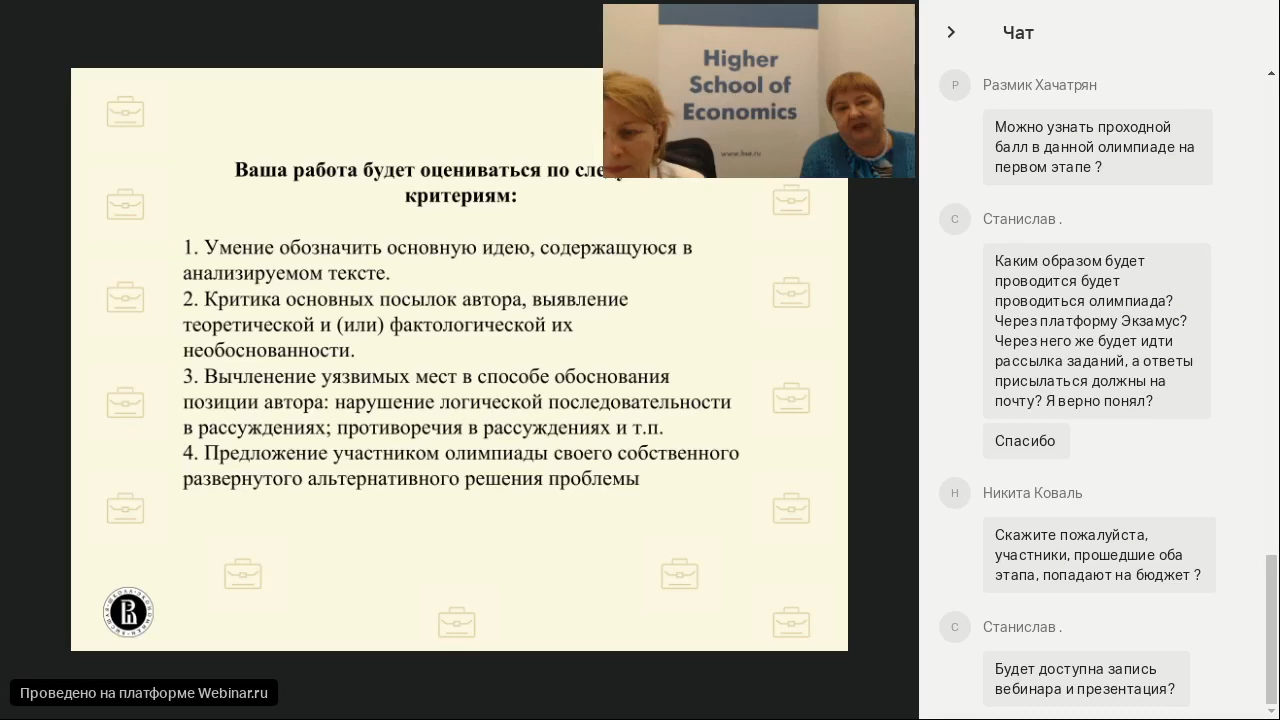 Higher
School of
Economics
www.hse.ru
Ваша работа будет оцениваться по
критериям:
1. Умение обозначить основную идею, содержащуюся в
анализируемом тексте.
2. Критика основных посылок автора, выявление
теоретической и (или) фактологической их
необоснованности.
3. Вычленение уязвимых мест в способе обоснования
позиции автора: нарушение логической последовательности
в рассуждениях; противоречия в рассуждениях и т.п.
4. Предложение участником олимпиады своего собственного
развернутого альтернативного решения проблемы
Проведено на платформе Webinar.ru
Чат
Р
Размик Хачатрян
Можно узнать проходной
балл в данной олимпиаде на
первом этапе ?
С
Станислав .
Каким образом будет
проводится будет
проводиться олимпиада?
Через платформу Экзамус?
Через него же будет идти
рассылка заданий, а ответы
присылаться должны на
почту? Я верно понял?
Спасибо
Н
Никита Коваль
Скажите пожалуйста,
участники, прошедшие оба
этапа, попадают на бюджет ?
С
Станислав .
Будет доступна запись
вебинара и презентация?